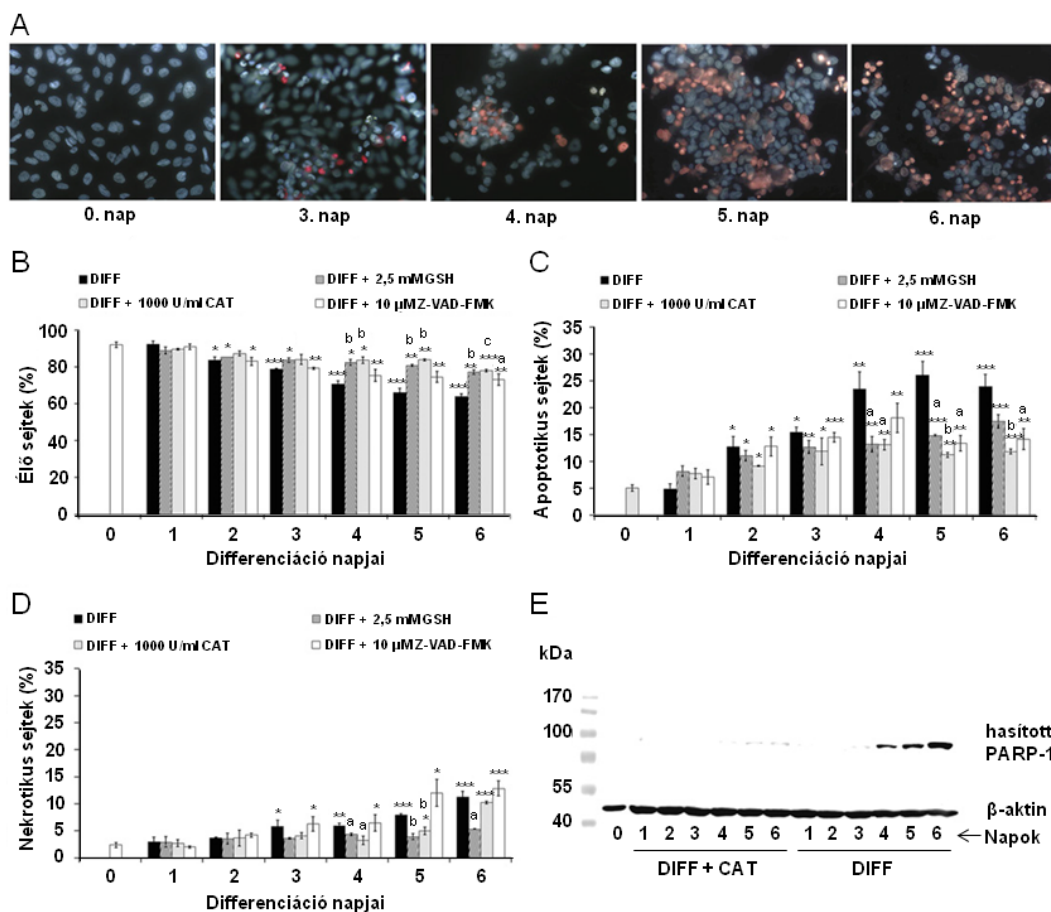 A
0. nap
3. nap
4. nap
5. nap
6. nap
B
DIFF
DIFF + 2,5 mMGSH
DIFF + 1000 U/ml CAT
DIFF + 10 µMZ-VAD-FMK
Élő sejtek (%)
100
80
60
40
20
0
* * * *** * ** *** b * b * ** *** b ** b ** ** *** b ** c *** a **
0 1 2 3 4 5 6
Differenciáció napjai
C
DIFF
DIFF + 2,5 mMGSH
DIFF + 1000 U/ml CAT
DIFF + 10 µMZ-VAD-FMK
Apoptotikus sejtek (%)
35
30
25
20
15
10
5
0
* * * * * * * *** ** a ** a ** ** *** a *** b ** a ** *** *** b *** a **
0 1 2 3 4 5 6
Differenciáció napjai
D
DIFF
DIFF + 2,5 mMGSH
DIFF + 1000 U/ml CAT
DIFF + 10 µMZ-VAD-FMK
Nekrotikus sejtek (%)
35
30
25
20
15
10
5
0
* * ** a a * *** b b * * *** a *** ***
0 1 2 3 4 5 6
Differenciáció napjai
E
kDa
170
100
55
40
hasított
PARP-1
β-aktin
0 1 2 3 4 5 6 1 2 3 4 5 6 ← Napok
DIFF + CAT DIFF